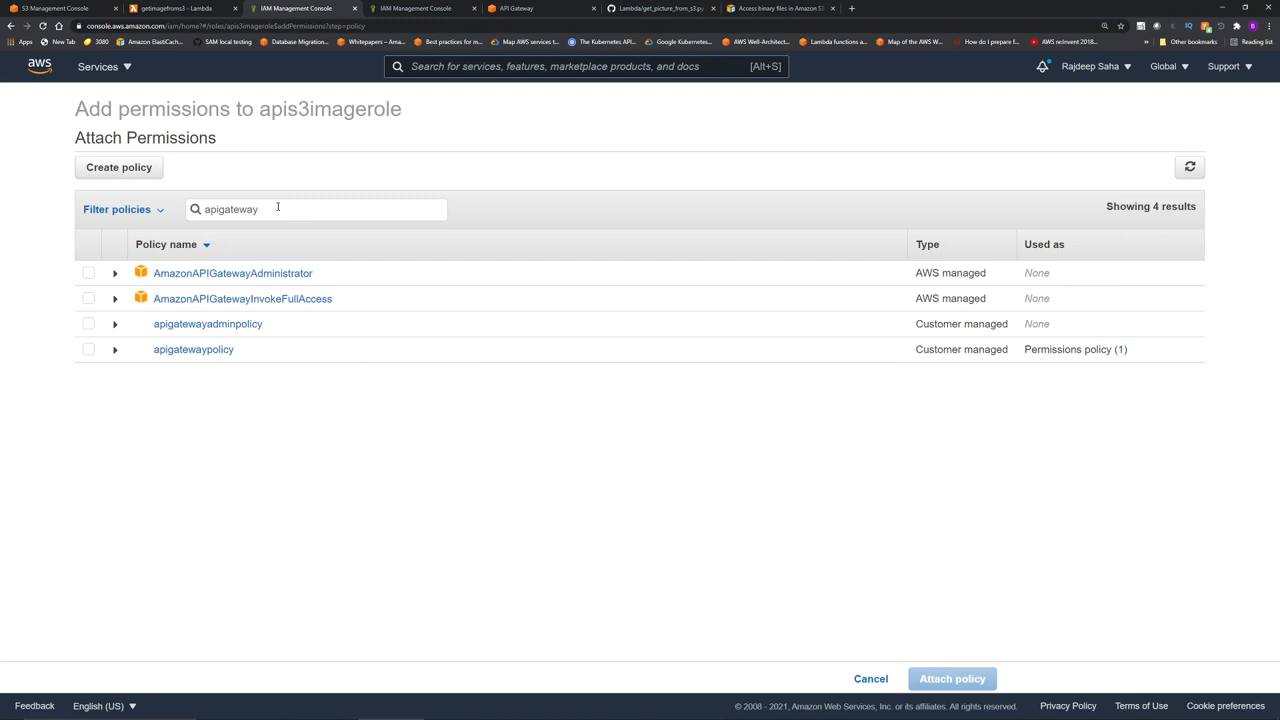 S3 Management Console
getimagefroms3 - Lambda
IAM Management Console
IAM Management Console
API Gateway
Lambda/get_picture_from_s3.py
Access binary files in Amazon S3
console.aws.amazon.com/iam/home?#/roles/apis3imagerole$addPermissions?step=policy
Apps
New Tab
3080
Amazon ElastiCach...
SAM local testing
Database Migration...
Whitepapers – Ama...
Best practices for m...
Map AWS services t...
The Kubernetes API...
Google Kubernetes...
AWS Well-Architect...
Lambda functions a...
Map of the AWS W...
How do I prepare f...
AWS re:Invent 2018...
»
Other bookmarks
Reading list
aws
Services
Search for services, features, marketplace products, and docs
[Alt+S]
Rajdeep Saha
Global
Support
Add permissions to apis3imagerole
Attach Permissions
Create policy
Filter policies
apigateway
Showing 4 results
Policy name
Type
Used as
AmazonAPIGatewayAdministrator
AWS managed
None
AmazonAPIGatewayInvokeFullAccess
AWS managed
None
apigatewayadminpolicy
Customer managed
None
apigatewaypolicy
Customer managed
Permissions policy (1)
Cancel
Attach policy
Feedback
English (US)
© 2008 - 2021, Amazon Web Services, Inc. or its affiliates. All rights reserved.
Privacy Policy
Terms of Use
Cookie preferences